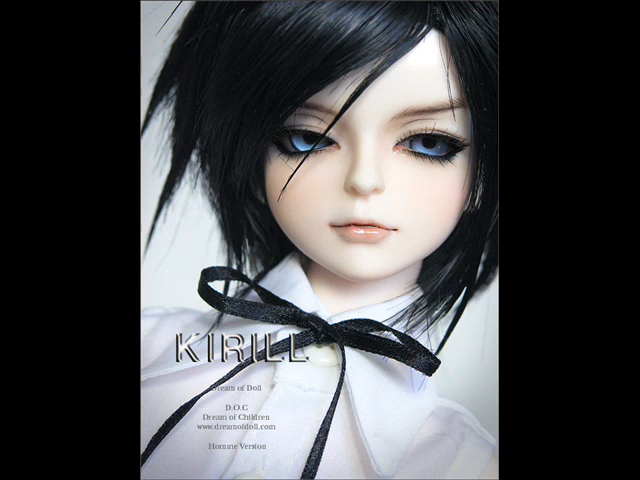 KIRILL
Dream of Doll
D.O.C
Dream of Children
www.dreamofdoll.com
Homme Version